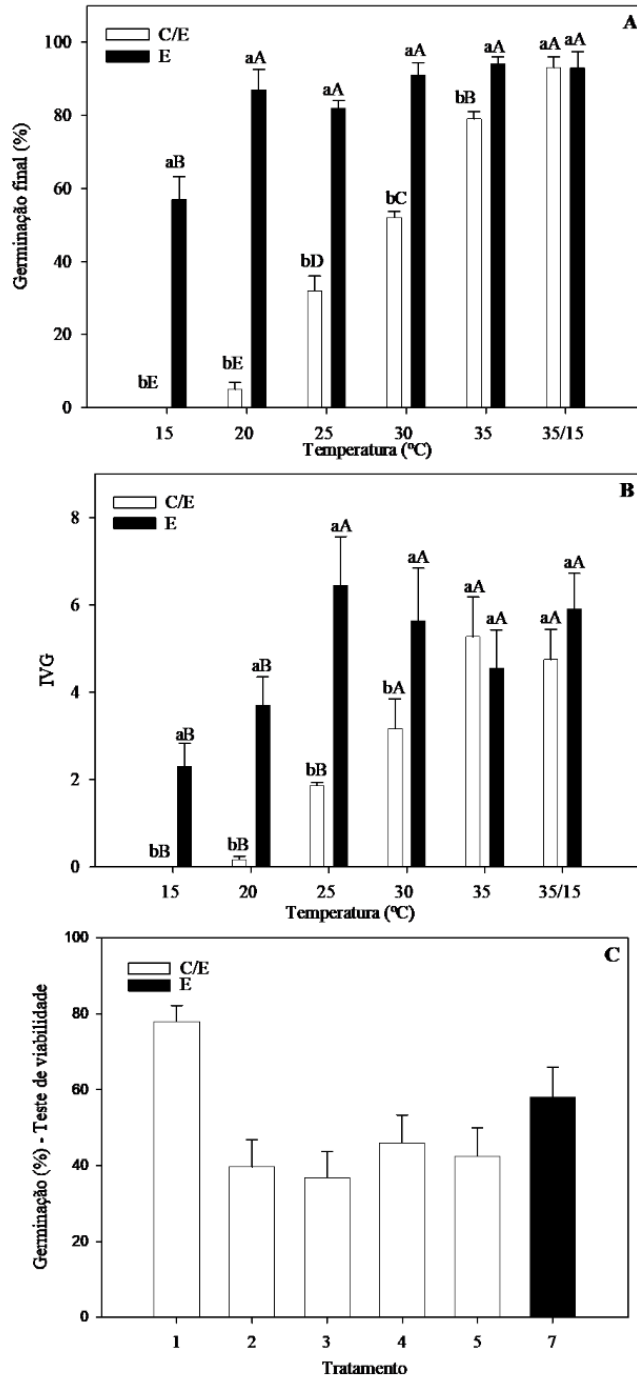 A
C/E
E
100
80
60
40
20
0
Germinação final (%)
bE
aB
bE
aA
bD
aA
bC
aA
bB
aA
aA
aA
15
20
25
30
35
35/15
Temperatura (ºC)
B
C/E
E
8
6
4
2
0
IVG
bB
aB
bB
aB
bB
aA
bA
aA
aA
aA
aA
aA
15
20
25
30
35
35/15
Temperatura (ºC)
C
C/E
E
100
80
60
40
20
0
Germinação (%) - Teste de viabilidade
1
2
3
4
5
7
Tratamento